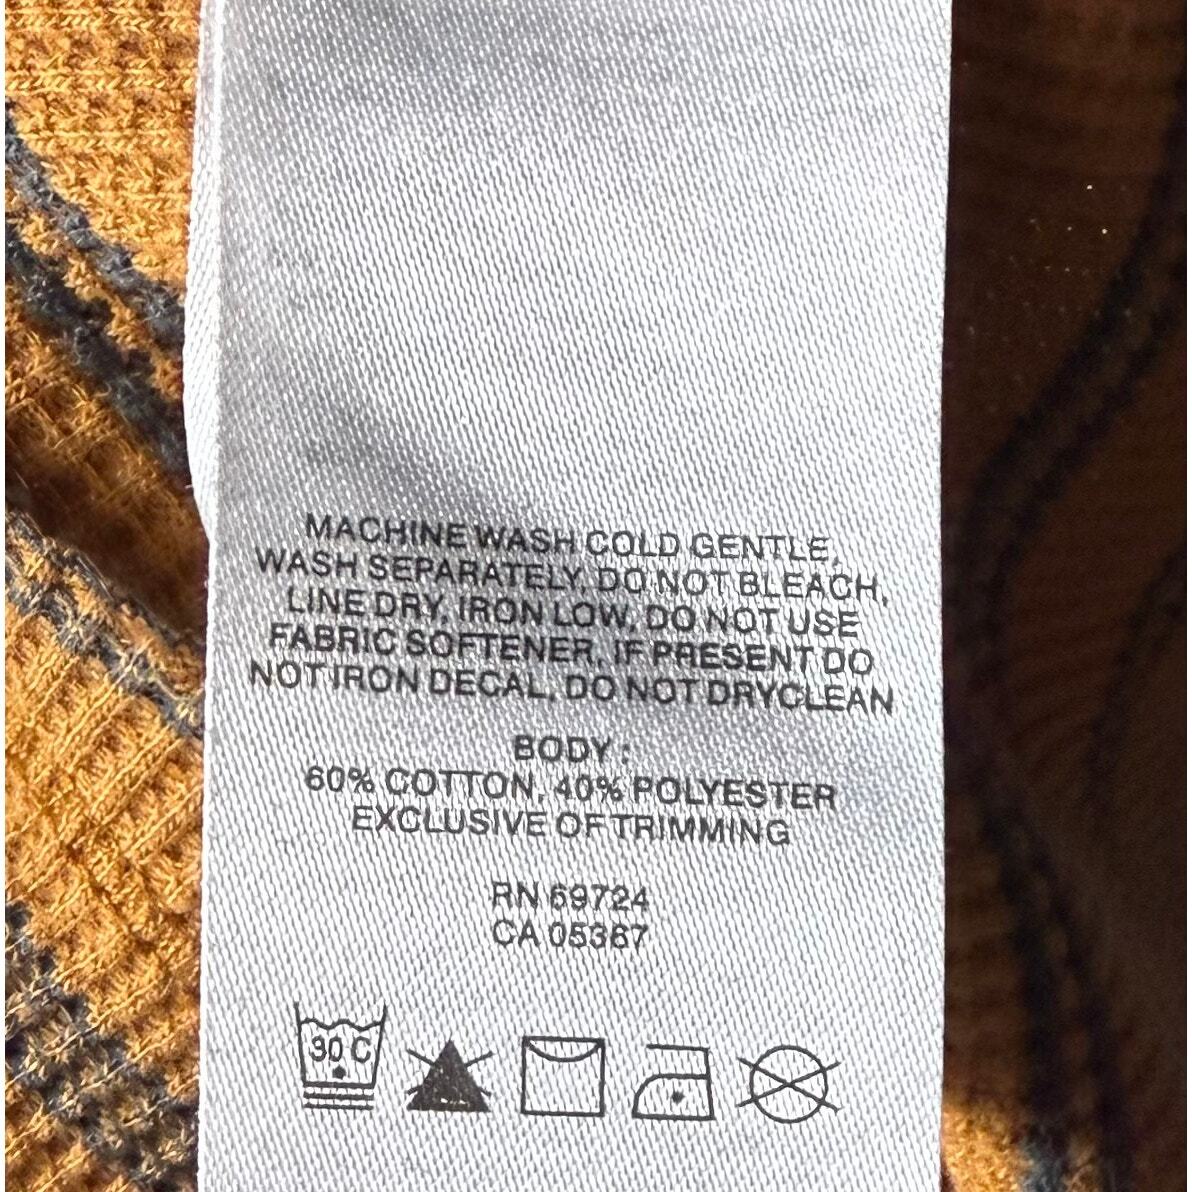 MACHINE WASH COLD GENTLE,
WASH SEPARATELY, DO NOT BLEACH,
LINE DRY, IRON LOW, DO NOT USE
FABRIC SOFTENER, IF PRESENT DO
NOT IRON DECAL, DO NOT DRYCLEAN
BODY :
60% COTTON, 40% POLYESTER
EXCLUSIVE OF TRIMMING
RN 69724
CA 05367
30 C